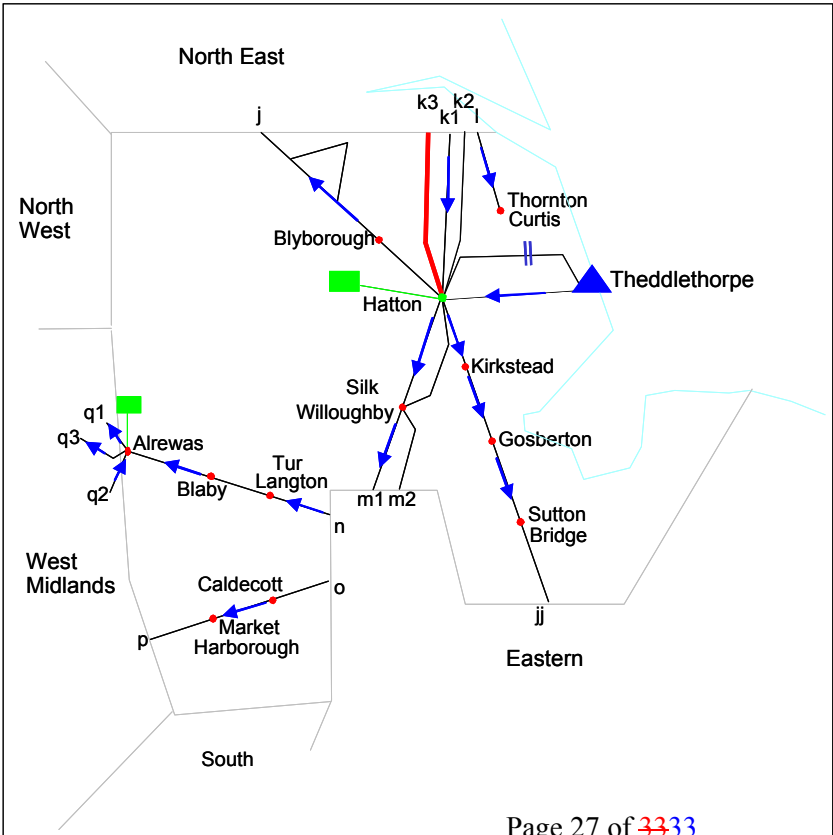 North East
k2
k3
j
k1
l
Thornton
Curtis
North
West
Blyborough
Theddlethorpe
Hatton
Kirkstead
Silk
Willoughby
q1
q3
Alrewas
Gosberton
Tur
Langton
Blaby
q2
m1 m2
Sutton
Bridge
n
West
Midlands
Caldecott
o
Market
Harborough
p
jj
Eastern
South
Page 27 of 3333